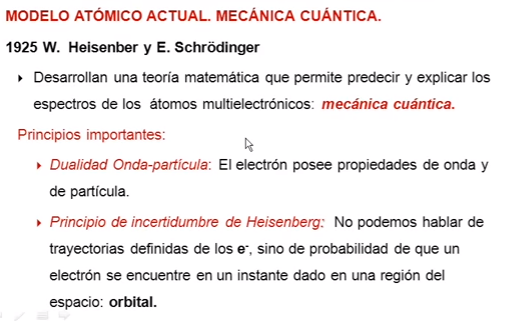 MODELO ATÓMICO ACTUAL. MECÁNICA CUÁNTICA.
1925 W. Heisenber y E. Schrödinger
Desarrollan una teoría matemática que permite predecir y explicar los
espectros de los átomos multielectrónicos: mecánica cuántica.
Principios importantes:
Dualidad Onda-partícula: El electrón posee propiedades de onda y
de partícula.
Principio de incertidumbre de Heisenberg: No podemos hablar de
trayectorias definidas de los e-, sino de probabilidad de que un
electrón se encuentre en un instante dado en una región del
espacio: orbital.